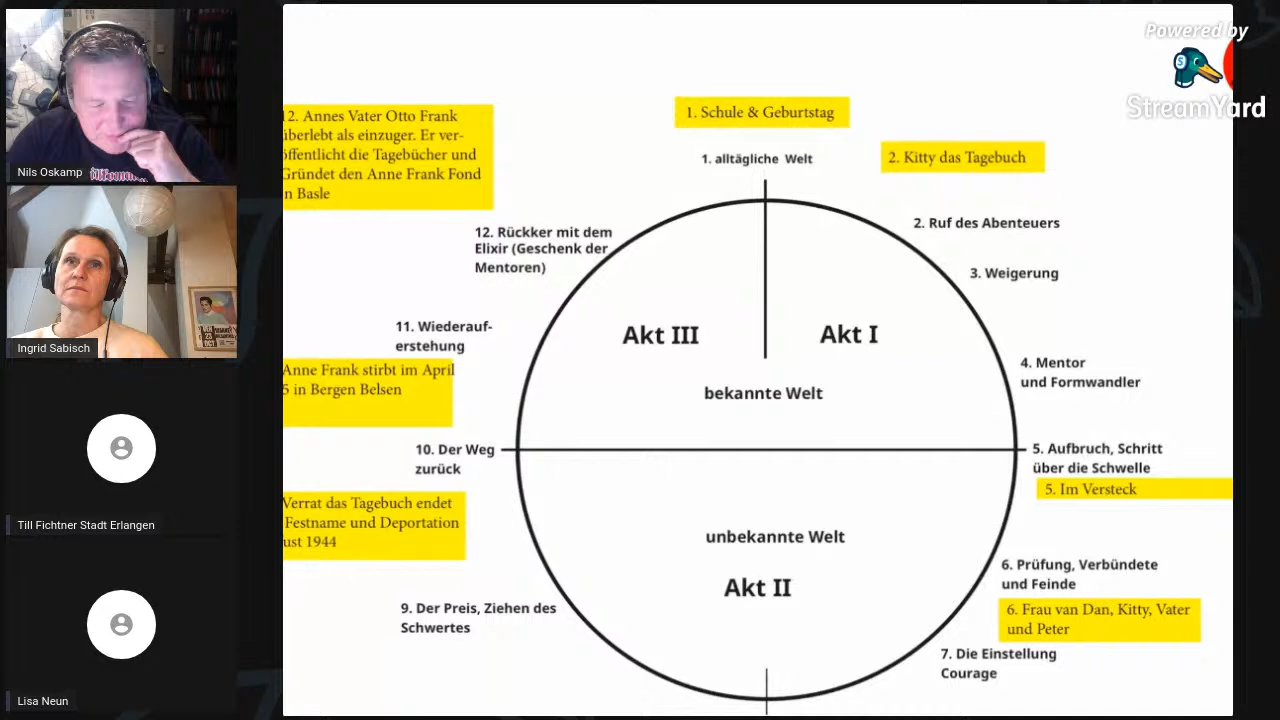 Nils Oskamp
Ingrid Sabisch
Till Fichtner Stadt Erlangen
Lisa Neun
Powered by
S
StreamYard
1. Schule & Geburtstag
1. alltägliche Welt
2. Kitty das Tagebuch
2. Ruf des Abenteuers
3. Weigerung
4. Mentor
und Formwandler
5. Aufbruch, Schritt
über die Schwelle
5. Im Versteck
6. Prüfung, Verbündete
und Feinde
6. Frau van Dan, Kitty, Vater
und Peter
7. Die Einstellung
Courage
9. Der Preis, Ziehen des
Schwertes
Verrat das Tagebuch endet
Festname und Deportation
ust 1944
10. Der Weg
zurück
Anne Frank stirbt im April
5 in Bergen Belsen
11. Wiederauf-
erstehung
12. Rückker mit dem
Elixir (Geschenk der
Mentoren)
12. Annes Vater Otto Frank
überlebt als einzuger. Er ver-
öffentlicht die Tagebücher und
Gründet den Anne Frank Fond
n Basle
Akt III
Akt I
bekannte Welt
unbekannte Welt
Akt II